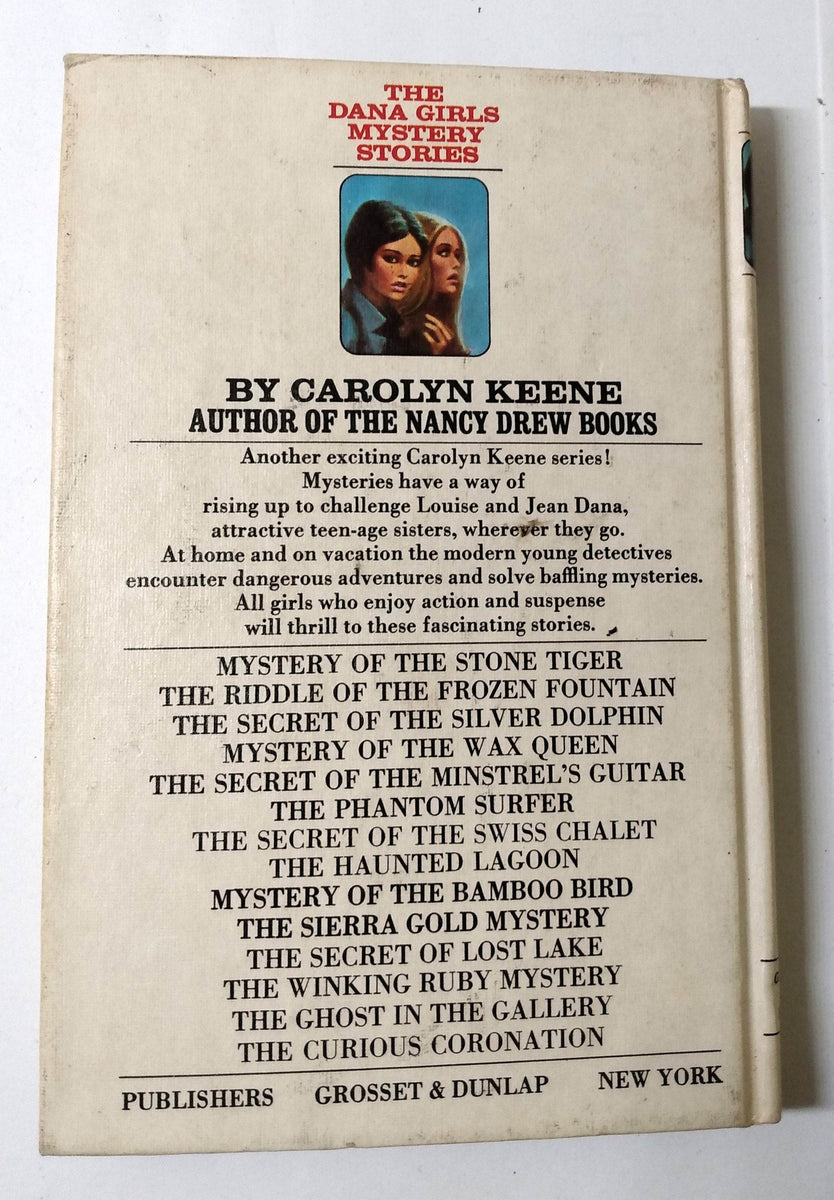 THE
DANA GIRLS
MYSTERY
STORIES
BY CAROLYN KEENE
AUTHOR OF THE NANCY DREW BOOKS
Another exciting Carolyn Keene series!
Mysteries have a way of
rising up to challenge Louise and Jean Dana,
attractive teen-age sisters, wherever they go.
At home and on vacation the modern young detectives
encounter dangerous adventures and solve baffling mysteries.
All girls who enjoy action and suspense
will thrill to these fascinating stories.
MYSTERY OF THE STONE TIGER
THE RIDDLE OF THE FROZEN FOUNTAIN
THE SECRET OF THE SILVER DOLPHIN
MYSTERY OF THE WAX QUEEN
THE SECRET OF THE MINSTREL'S GUITAR
THE PHANTOM SURFER
THE SECRET OF THE SWISS CHALET
THE HAUNTED LAGOON
MYSTERY OF THE BAMBOO BIRD
THE SIERRA GOLD MYSTERY
THE SECRET OF LOST LAKE
THE WINKING RUBY MYSTERY
THE GHOST IN THE GALLERY
THE CURIOUS CORONATION
PUBLISHERS GROSSET & DUNLAP NEW YORK